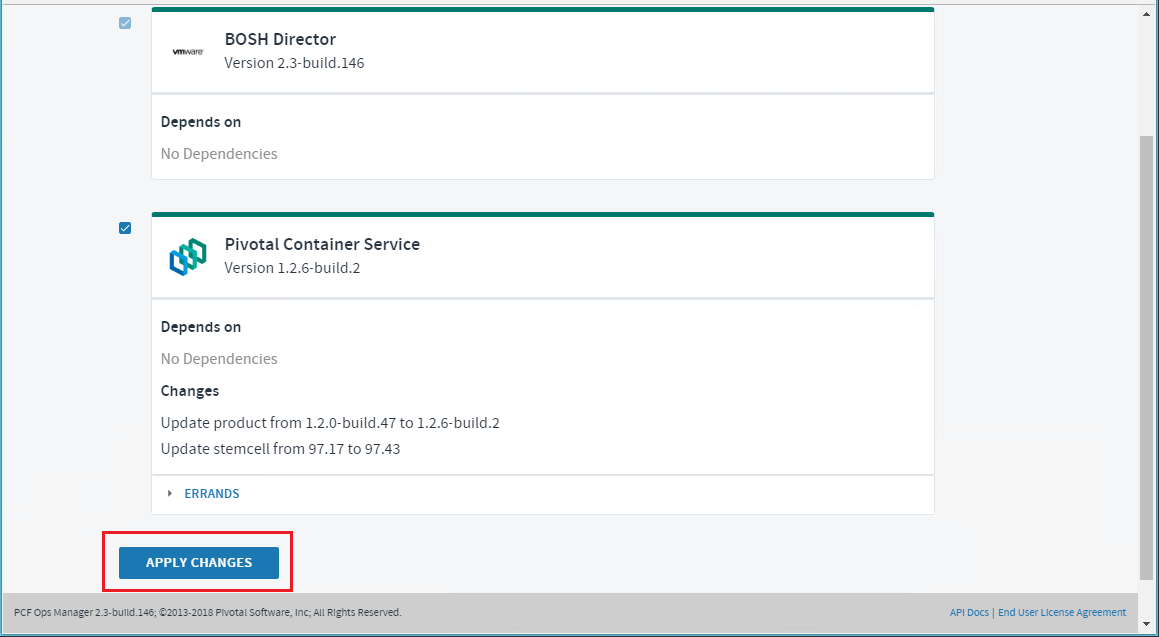 BOSH Director
vmware
Version 2.3-build.146
Depends on
No Dependencies
Pivotal Container Service
Version 1.2.6-build.2
Depends on
No Dependencies
Changes
Update product from 1.2.0-build.47 to 1.2.6-build.2
Update stemcell from 97.17 to 97.43
ERRANDS
APPLY CHANGES
PCF Ops Manager 2.3-build.146; ©2013-2018 Pivotal Software, Inc; All Rights Reserved.
API Docs | End User License Agreement